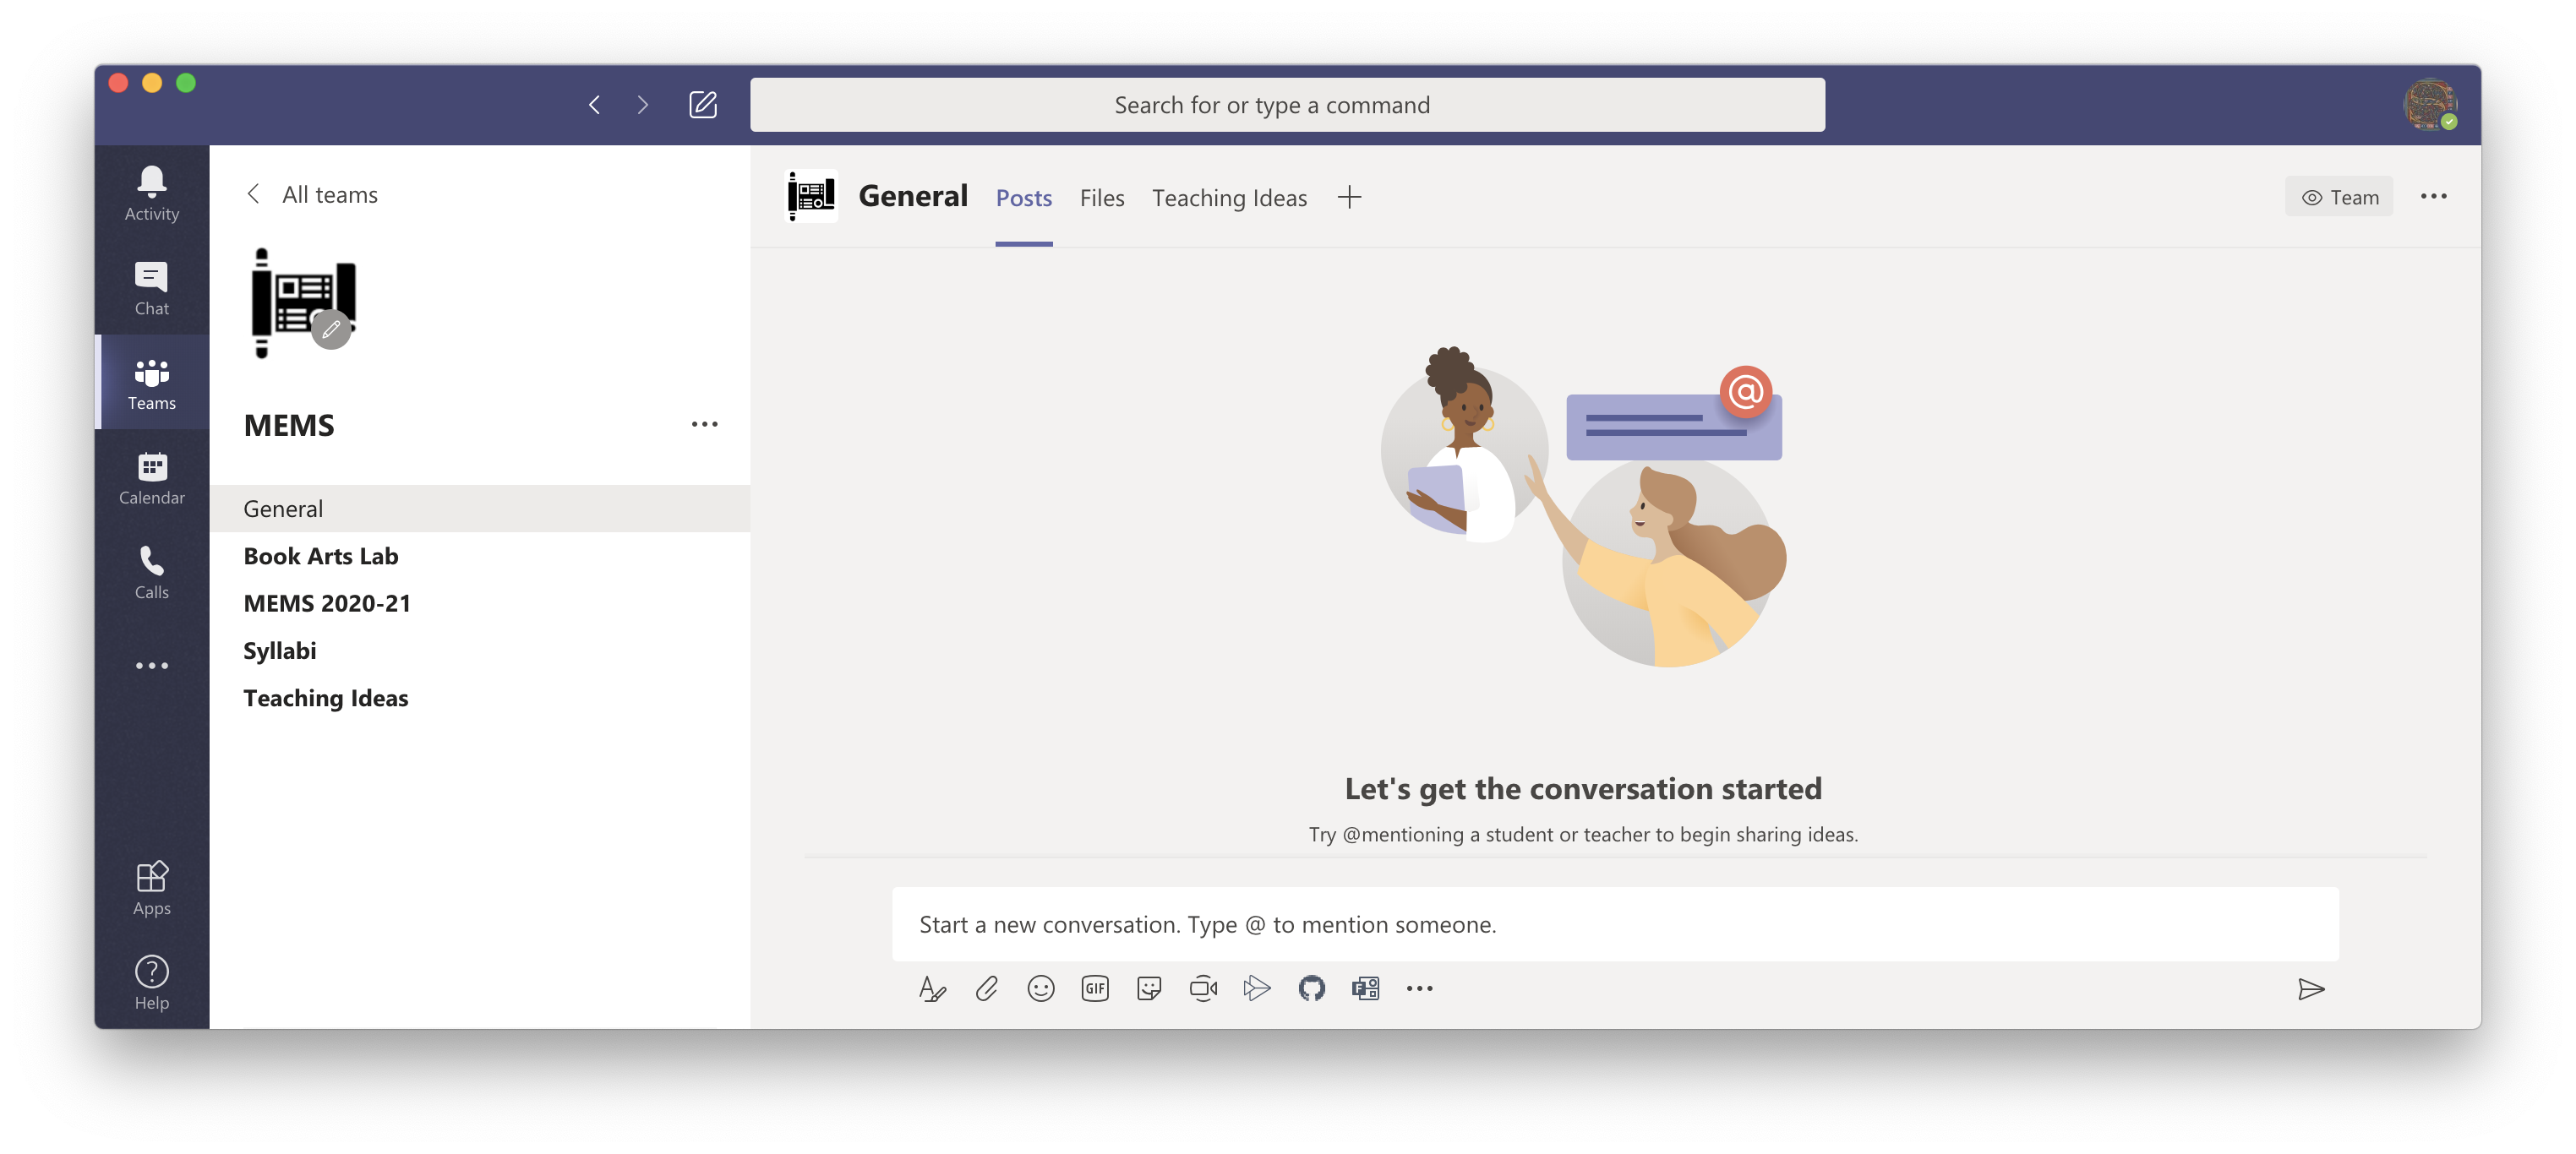 Search for or type a command
Activity
Chat
Teams
Calendar
Calls
Apps
Help
All teams
MEMS
General
Book Arts Lab
MEMS 2020-21
Syllabi
Teaching Ideas
General Posts Files Teaching Ideas
Team
@
Let's get the conversation started
Try @mentioning a student or teacher to begin sharing ideas.
Start a new conversation. Type @ to mention someone.
GIF